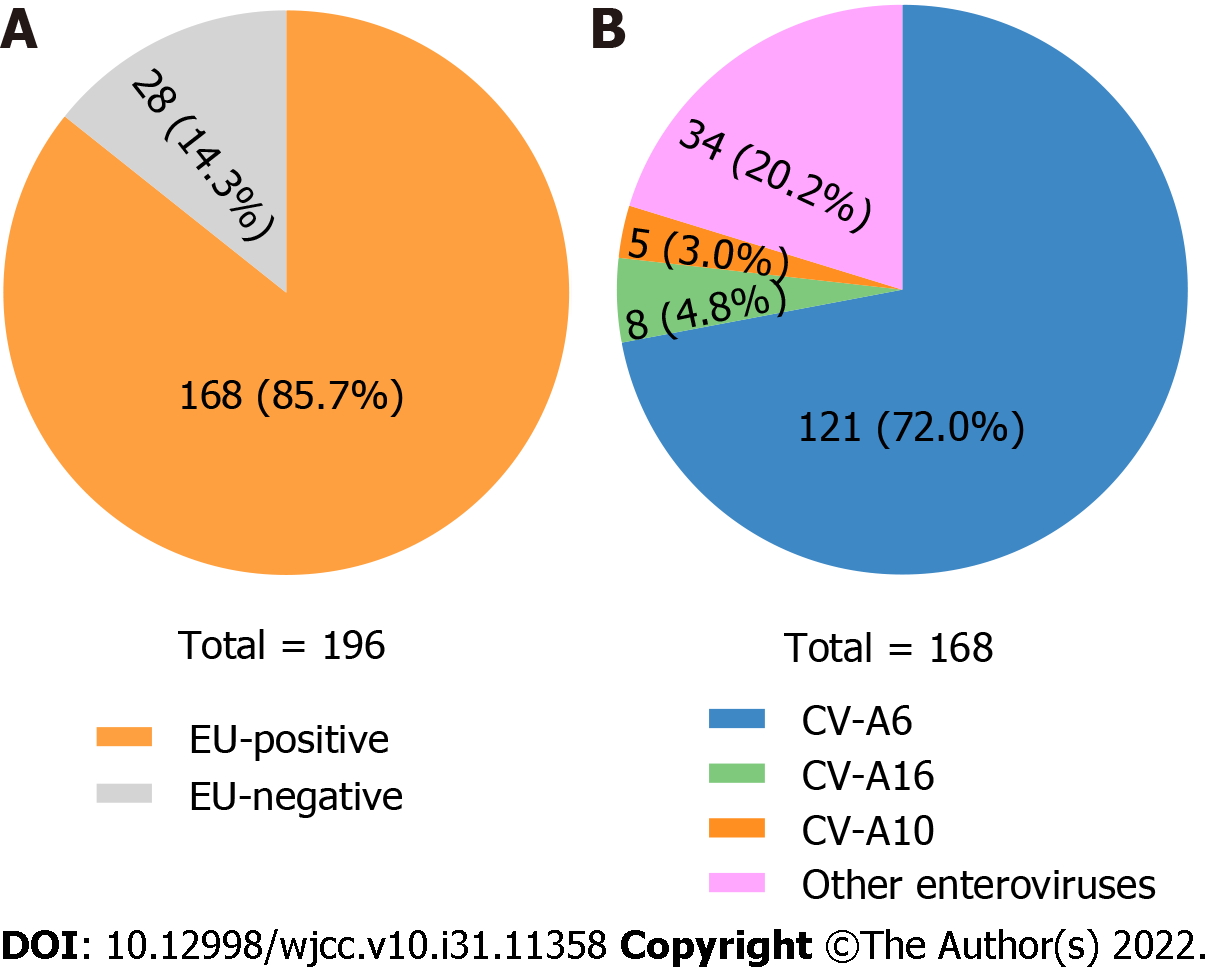 A
28 (14.3%)
168 (85.7%)
Total = 196
EU-positive
EU-negative
B
34 (20.2%)
5 (3.0%)
8 (4.8%)
121 (72.0%)
Total = 168
CV-A6
CV-A16
CV-A10
Other enteroviruses
DOI: 10.12998/wjcc.v10.i31.11358 Copyright ©The Author(s) 2022.